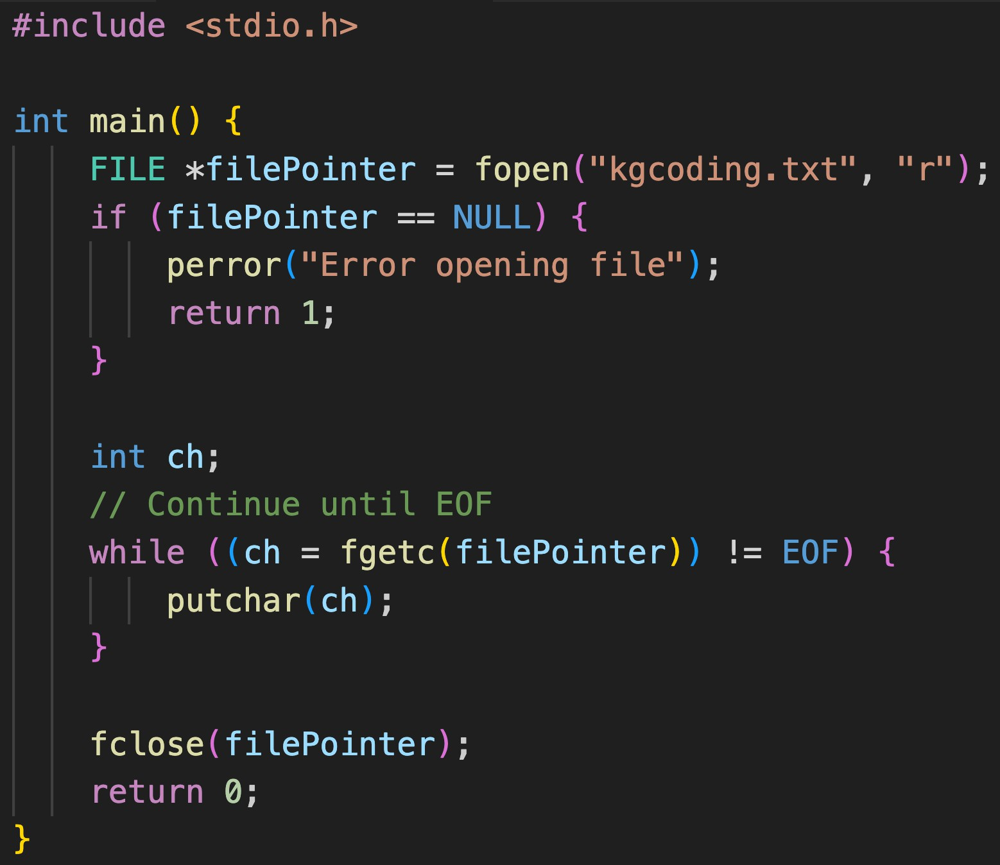 #include <stdio.h>
int main() {
FILE *filePointer = fopen("kgcoding.txt", "r");
if (filePointer == NULL) {
perror("Error opening file");
return 1;
}
int ch;
// Continue until EOF
while ((ch = fgetc(filePointer)) != EOF) {
putchar(ch);
}
fclose(filePointer);
return 0;
}